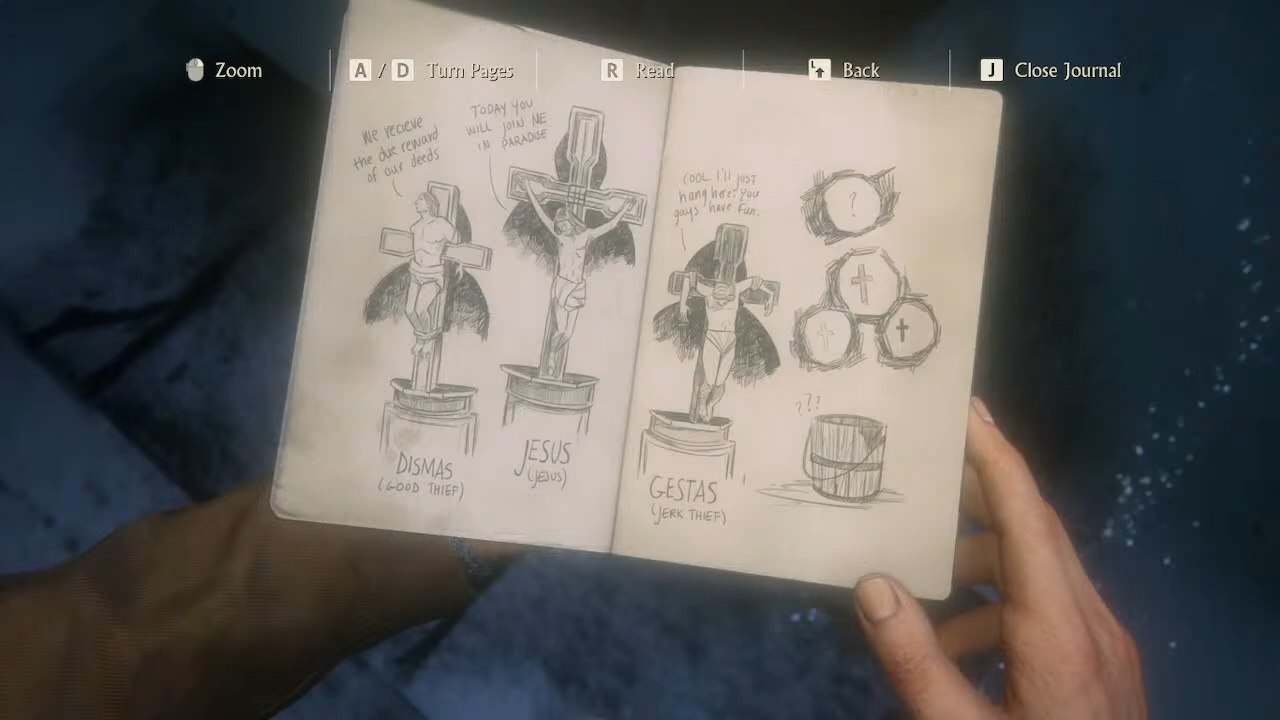 Zoom
A / D Turn Pages
R Read
L Back
J Close Journal
We recieve
the due reward
of our deeds
TODAY YOU
WILL JOIN ME
IN PARADISE
DISMAS
(GOOD THIEF)
JESUS
(JESUS)
COOL I'll JUST
hang here. You
guys have fun.
GESTAS
(JERK THIEF)
?
???